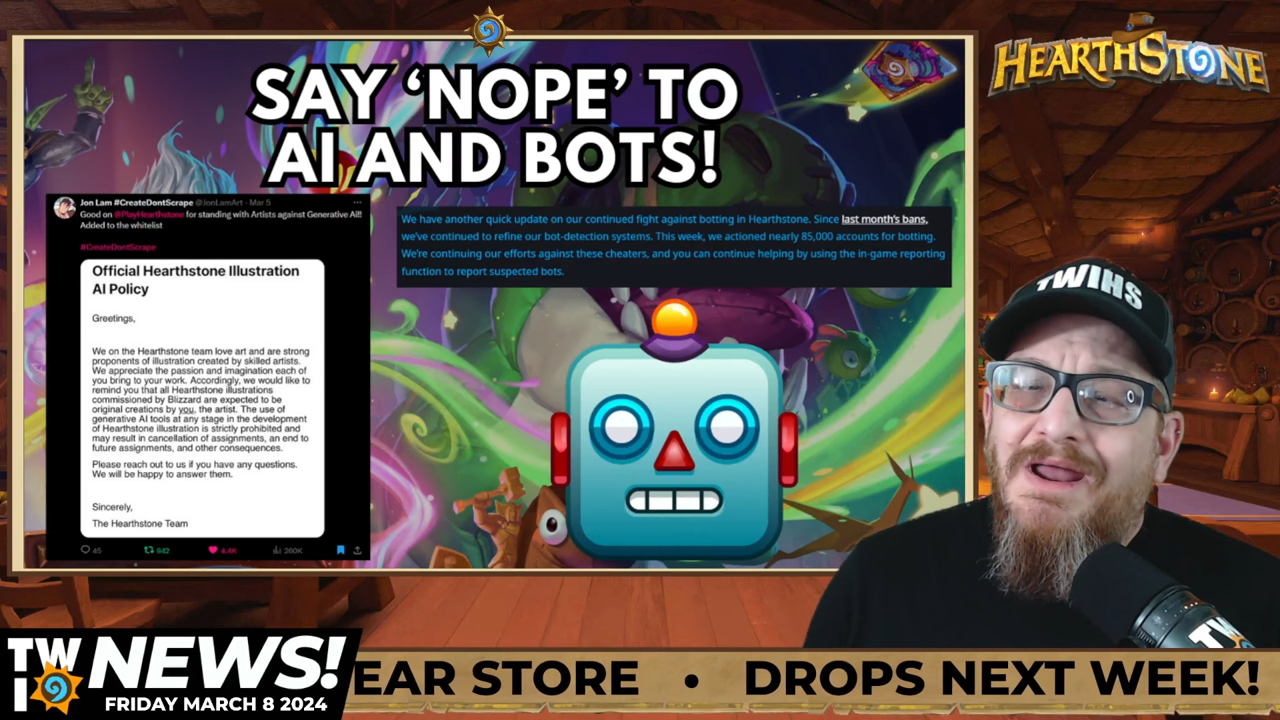 HEARTHSTONE
SAY ‘NOPE’ TO
AI AND BOTS!
Jon Lam #CreateDontScrape @JonLamArt · Mar 5
Good on @PlayHearthstone for standing with Artists against Generative AI!!
Added to the whitelist
#CreateDontScrape
Official Hearthstone Illustration
AI Policy
Greetings,
We on the Hearthstone team love art and are strong
proponents of illustration created by skilled artists.
We appreciate the passion and imagination each of
you bring to your work. Accordingly, we would like to
remind you that all Hearthstone illustrations
commissioned by Blizzard are expected to be
original creations by you, the artist. The use of
generative AI tools at any stage in the development
of Hearthstone illustration is strictly prohibited and
may result in cancellation of assignments, an end to
future assignments, and other consequences.
Please reach out to us if you have any questions.
We will be happy to answer them.
Sincerely,
The Hearthstone Team
45 942 4.4K 260K
We have another quick update on our continued fight against botting in Hearthstone. Since last month's bans,
we've continued to refine our bot-detection systems. This week, we actioned nearly 85,000 accounts for botting.
We're continuing our efforts against these cheaters, and you can continue helping by using the in-game reporting
function to report suspected bots.
TWIHS
TW
TW
I
NEWS!
FRIDAY MARCH 8 2024
EAR STORE • DROPS NEXT WEEK!